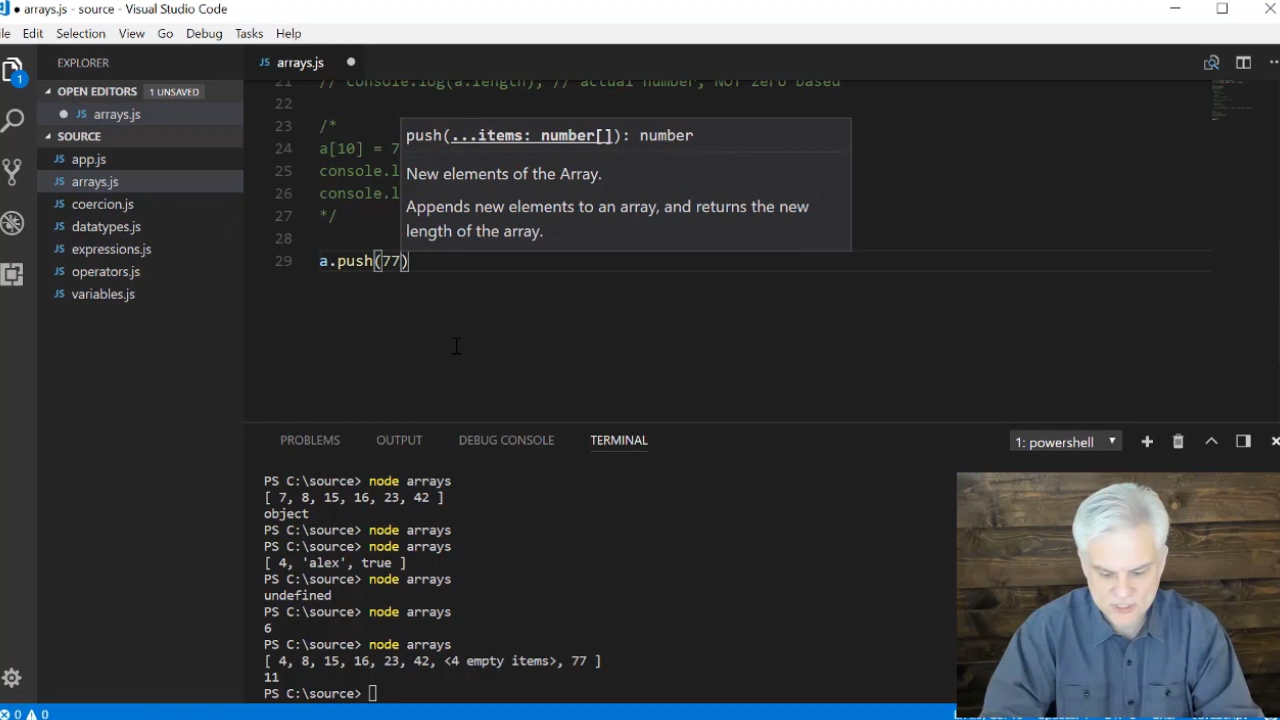 ● arrays.js - source - Visual Studio Code
Edit Selection View Go Debug Tasks Help
EXPLORER
OPEN EDITORS 1 UNSAVED
● arrays.js
SOURCE
JS app.js
JS arrays.js
JS coercion.js
JS datatypes.js
JS expressions.js
JS operators.js
JS variables.js
1
JS arrays.js ●
21 // console.log(a.length); // actual number, NOT zero based
22
23 /*
24 a[10] = 7
25 console.l
26 console.l
27 */
28
29 a.push(77)
push(...items: number[]): number
New elements of the Array.
Appends new elements to an array, and returns the new
length of the array.
PROBLEMS OUTPUT DEBUG CONSOLE TERMINAL
1: powershell
PS C:\source> node arrays
[ 7, 8, 15, 16, 23, 42 ]
object
PS C:\source> node arrays
PS C:\source> node arrays
[ 4, 'alex', true ]
PS C:\source> node arrays
undefined
PS C:\source> node arrays
6
PS C:\source> node arrays
[ 4, 8, 15, 16, 23, 42, <4 empty items>, 77 ]
11
PS C:\source>
0 0